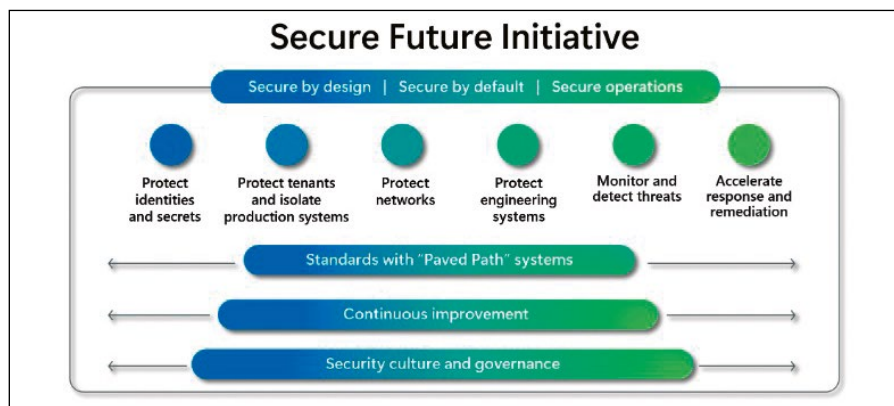 Secure Future Initiative
Secure by design | Secure by default | Secure operations
Protect
identities
and secrets
Protect tenants
and isolate
production systems
Protect
networks
Protect
engineering
systems
Monitor and
detect threats
Accelerate
response and
remediation
Standards with "Paved Path" systems
Continuous improvement
Security culture and governance